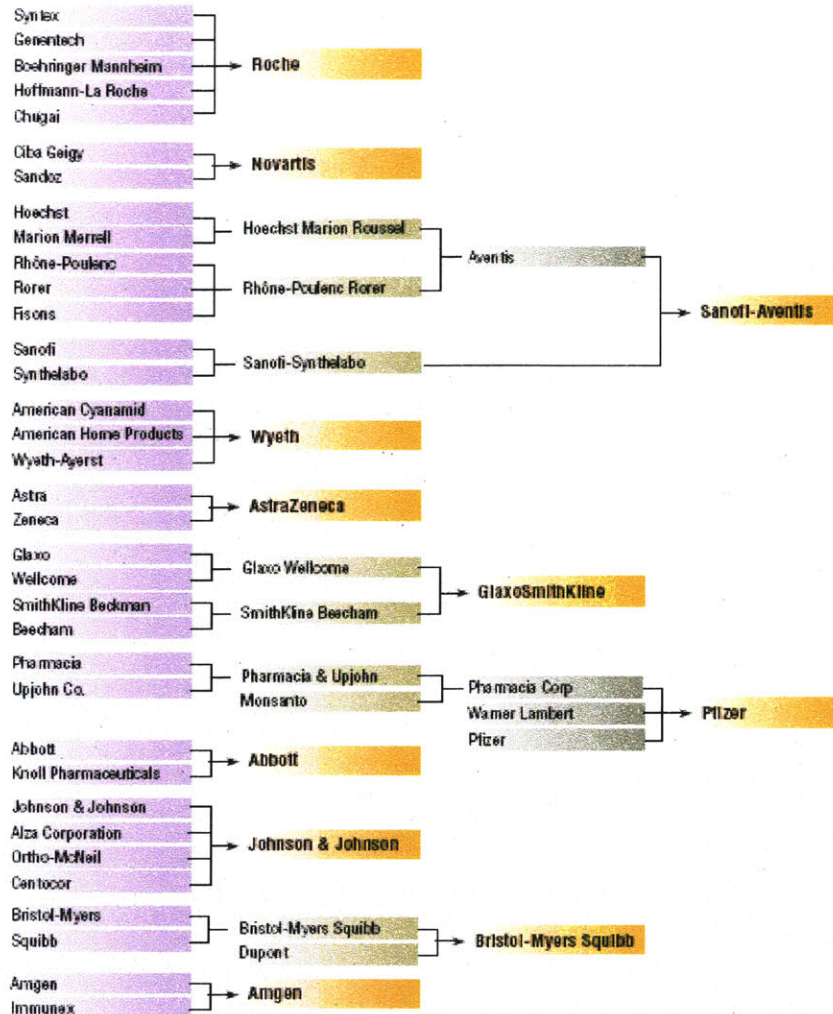 Syntex
Genentech
Boehringer Mannheim
Hoffmann-La Roche
Chugai
Roche
Ciba Geigy
Sandoz
Novartis
Hoechst
Marion Merrell
Rhône-Poulenc
Rorer
Fisons
Hoechst Marion Roussel
Rhône-Poulenc Rorer
Aventis
Sanofi
Synthelabo
Sanofi-Synthelabo
Sanofi-Aventis
American Cyanamid
American Home Products
Wyeth-Ayerst
Wyeth
Astra
Zeneca
AstraZeneca
Glaxo
Wellcome
SmithKline Beckman
Beecham
Glaxo Wellcome
SmithKline Beecham
GlaxoSmithKline
Pharmacia
Upjohn Co.
Pharmacia & Upjohn
Monsanto
Pharmacia Corp
Warner Lambert
Pfizer
Pfizer
Abbott
Knoll Pharmaceuticals
Abbott
Johnson & Johnson
Alza Corporation
Ortho-McNeil
Centocor
Johnson & Johnson
Bristol-Myers
Squibb
Bristol-Myers Squibb
Dupont
Bristol-Myers Squibb
Amgen
Immunex
Amgen